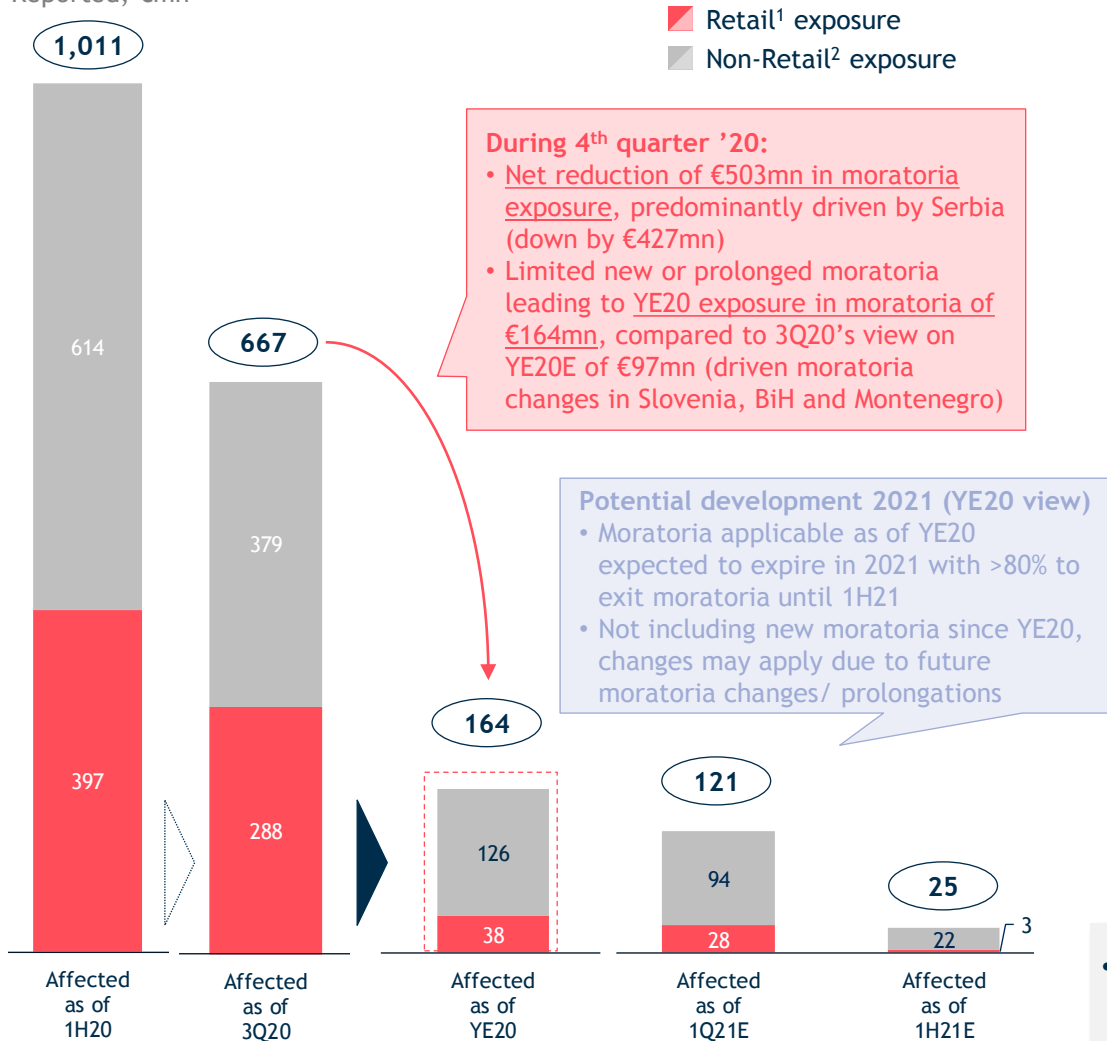 1,011
Retail¹ exposure
Non-Retail² exposure
During 4th quarter ’20:
• Net reduction of €503mn in moratoria
exposure, predominantly driven by Serbia
(down by €427mn)
• Limited new or prolonged moratoria
leading to YE20 exposure in moratoria of
€164mn, compared to 3Q20’s view on
YE20E of €97mn (driven moratoria
changes in Slovenia, BiH and Montenegro)
614
667
379
Potential development 2021 (YE20 view)
• Moratoria applicable as of YE20
expected to expire in 2021 with >80% to
exit moratoria until 1H21
• Not including new moratoria since YE20,
changes may apply due to future
moratoria changes/ prolongations
164
121
397
288
126
94
25
38
28
22
3
Affected
as of
1H20
Affected
as of
3Q20
Affected
as of
YE20
Affected
as of
1Q21E
Affected
as of
1H21E
•